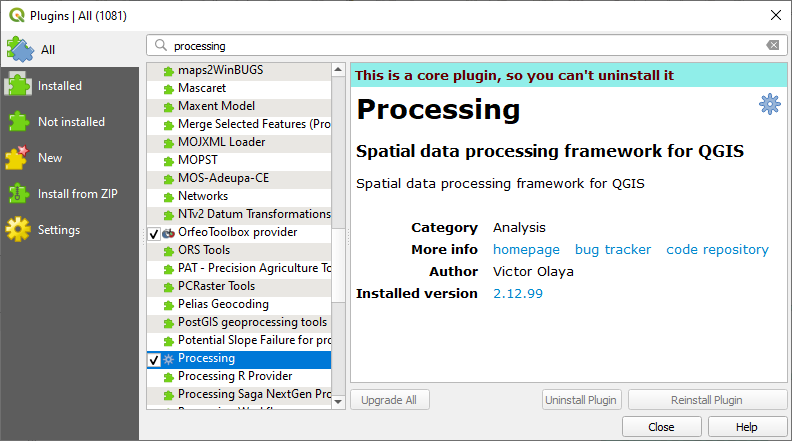 Plugins | All (1081)
All
Installed
Not installed
New
Install from ZIP
Settings
processing
maps2WinBUGS
Mascaret
Maxent Model
Merge Selected Features (Pro
MOJXML Loader
MOPST
MOS-Adeupa-CE
Networks
NTv2 Datum Transformations
OrfeoToolbox provider
ORS Tools
PAT - Precision Agriculture To
PCRaster Tools
Pelias Geocoding
PostGIS geoprocessing tools
Potential Slope Failure for pro
Processing
Processing R Provider
Processing Saga NextGen Pro
This is a core plugin, so you can't uninstall it
Processing
Spatial data processing framework for QGIS
Spatial data processing framework for QGIS
Category Analysis
More info homepage bug tracker code repository
Author Victor Olaya
Installed version 2.12.99
Upgrade All Uninstall Plugin Reinstall Plugin
Close Help